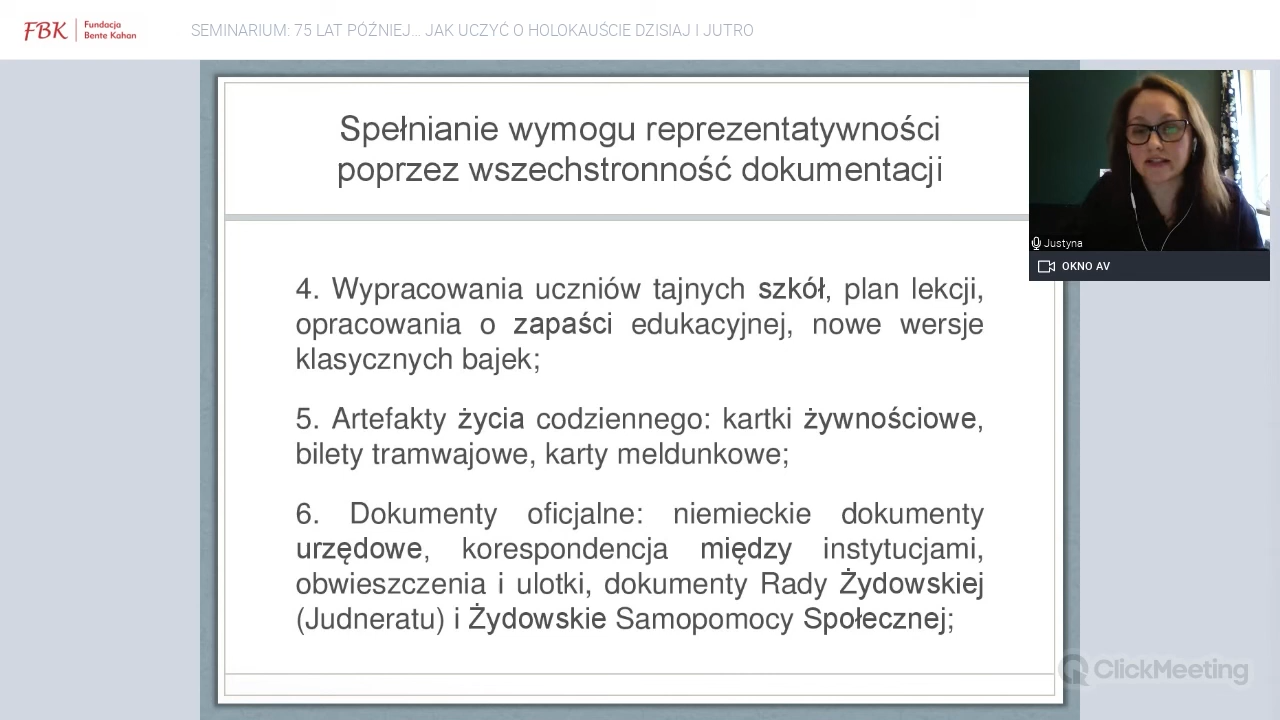 FBK
Fundacja
Bente Kahan
SEMINARIUM: 75 LAT PÓŹNIEJ... JAK UCZYĆ O HOLOKAUŚCIE DZISIAJ I JUTRO
Spełnianie wymogu reprezentatywności
poprzez wszechstronność dokumentacji
4. Wypracowania uczniów tajnych szkół, plan lekcji,
opracowania o zapaści edukacyjnej, nowe wersje
klasycznych bajek;
5. Artefakty życia codziennego: kartki żywnościowe,
bilety tramwajowe, karty meldunkowe;
6. Dokumenty oficjalne: niemieckie dokumenty
urzędowe, korespondencja między instytucjami,
obwieszczenia i ulotki, dokumenty Rady Żydowskiej
(Judneratu) i Żydowskie Samopomocy Społecznej;
Justyna
OKNO AV
ClickMeeting